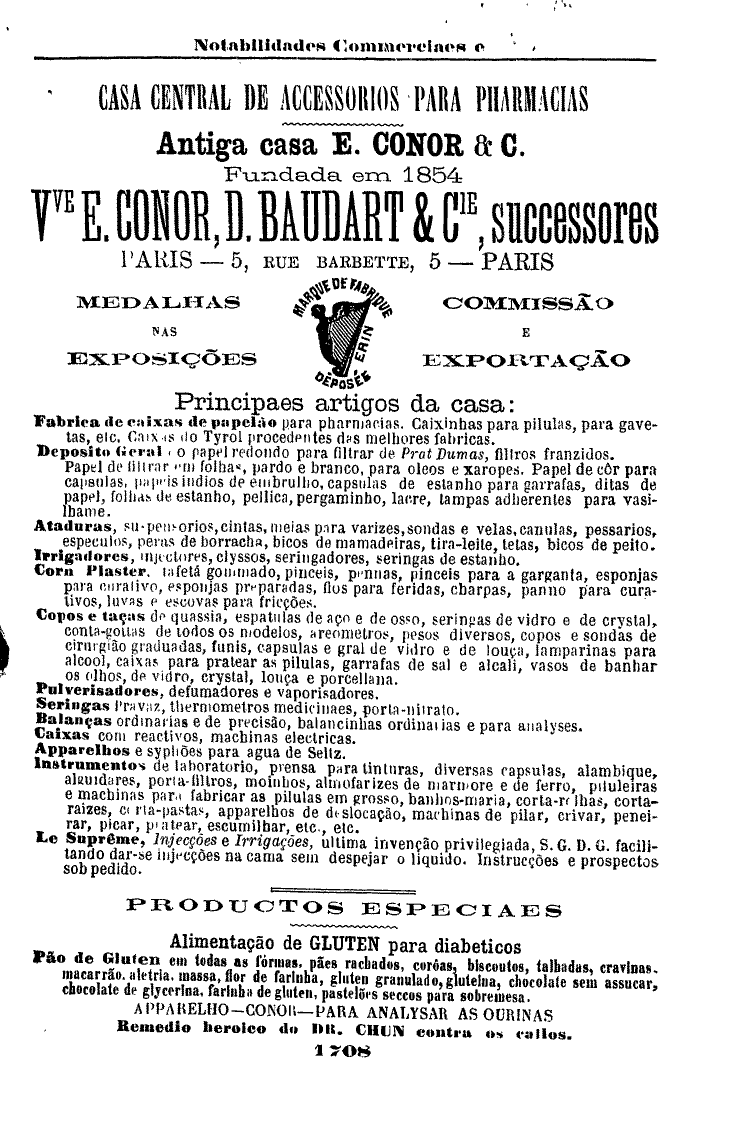 Notabilidades Commerciaes e
CASA CENTRAL DE ACCESSORIOS PARA PHARMACIAS
Antiga casa E. CONOR & C.
Fundada em 1854
Vve E. CONOR, D. BAUDART & Cie, successores
PARIS — 5, RUE BARBETTE, 5 — PARIS
MEDALHAS
NAS
EXPOSIÇÕES
MARQUE DE FABRIQUE
ERIN
DÉPOSÉE
COMMISSÃO
E
EXPORTAÇÃO
Principaes artigos da casa:
Fabrica de caixas de papelão para pharmacias. Caixinhas para pilulas, para gave-
tas, etc. Caixas do Tyrol procedentes das melhores fabricas.
Deposito Geral do papel redondo para filtrar de Prat Dumas, filtros franzidos.
Papel de filtrar em folhas, pardo e branco, para oleos e xaropes. Papel de côr para
capsulas, papeis indios de embrulho, capsulas de estanho para garrafas, ditas de
papel, folhas de estanho, pellica, pergaminho, lacre, tampas adherentes para vasi-
lhame.
Ataduras, suspensorios, cintas, meias para varizes, sondas e velas, canulas, pessarios,
especulos, peras de borracha, bicos de mamadeiras, tira-leite, tetas, bicos de peito.
Irrigadores, injectores, clyssos, seringadores, seringas de estanho.
Corn Plaster, tafetá gommado, pinceis, pennas, pinceis para a garganta, esponjas
para curativo, esponjas preparadas, fios para feridas, charpas, panno para cura-
tivos, luvas e escovas para fricções.
Copos e taças de quassia, espatulas de aço e de osso, seringas de vidro e de crystal,
conta-gottas de todos os modelos, areometros, pesos diversos, copos e sondas de
cirurgião graduadas, funis, capsulas e gral de vidro e de louça, lamparinas para
alcool, caixas para pratear as pilulas, garrafas de sal e alcali, vasos de banhar
os olhos, de vidro, crystal, louça e porcellana.
Pulverisadores, defumadores e vaporisadores.
Seringas Pravaz, thermometros medicinaes, porta-nitrato.
Balanças ordinarias e de precisão, balancinhas ordinarias e para analyses.
Caixas com reactivos, machinas electricas.
Apparelhos e syphões para agua de Seltz.
Instrumentos de laboratorio, prensa para tinturas, diversas capsulas, alambique,
alguidares, porta-filtros, moinhos, almofarizes de marmore e de ferro, piluleiras
e machinas para fabricar as pilulas em grosso, banhos-maria, corta-rolhas, corta-
raizes, corta-pastas, apparelhos de deslocação, machinas de pilar, crivar, penei-
rar, picar, pratear, escumilhar, etc., etc.
Le Suprême, Injecções e Irrigações, ultima invenção privilegiada, S. G. D. G. facili-
tando dar-se injecções na cama sem despejar o liquido. Instrucções e prospectos
sob pedido.
PRODUCTOS ESPECIAES
Alimentação de GLUTEN para diabeticos
Pão de Gluten em todas as fórmas, pães rachados, corôas, biscoutos, talhadas, cravinas,
macarrão, aletria, massa, flor de farinha, gluten granulado, gluteina, chocolate sem assucar,
chocolate de glycerina, farinha de gluten, pastelões seccos para sobremesa.
APPARELHO—CONOR—PARA ANALYSAR AS OURINAS
Remedio heroico do DR. CHUN contra os callos.
1708